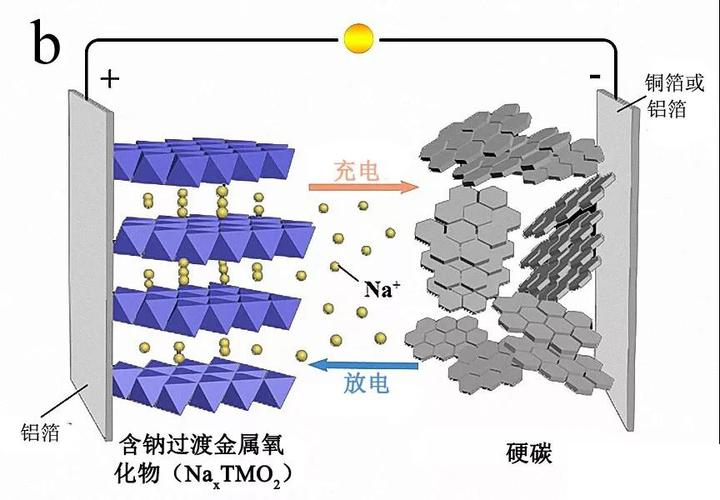 b
+
-
铜箔或
铝箔
充电
Na⁺
放电
铝箔
含钠过渡金属氧
化物（NaₓTMO₂）
硬碳